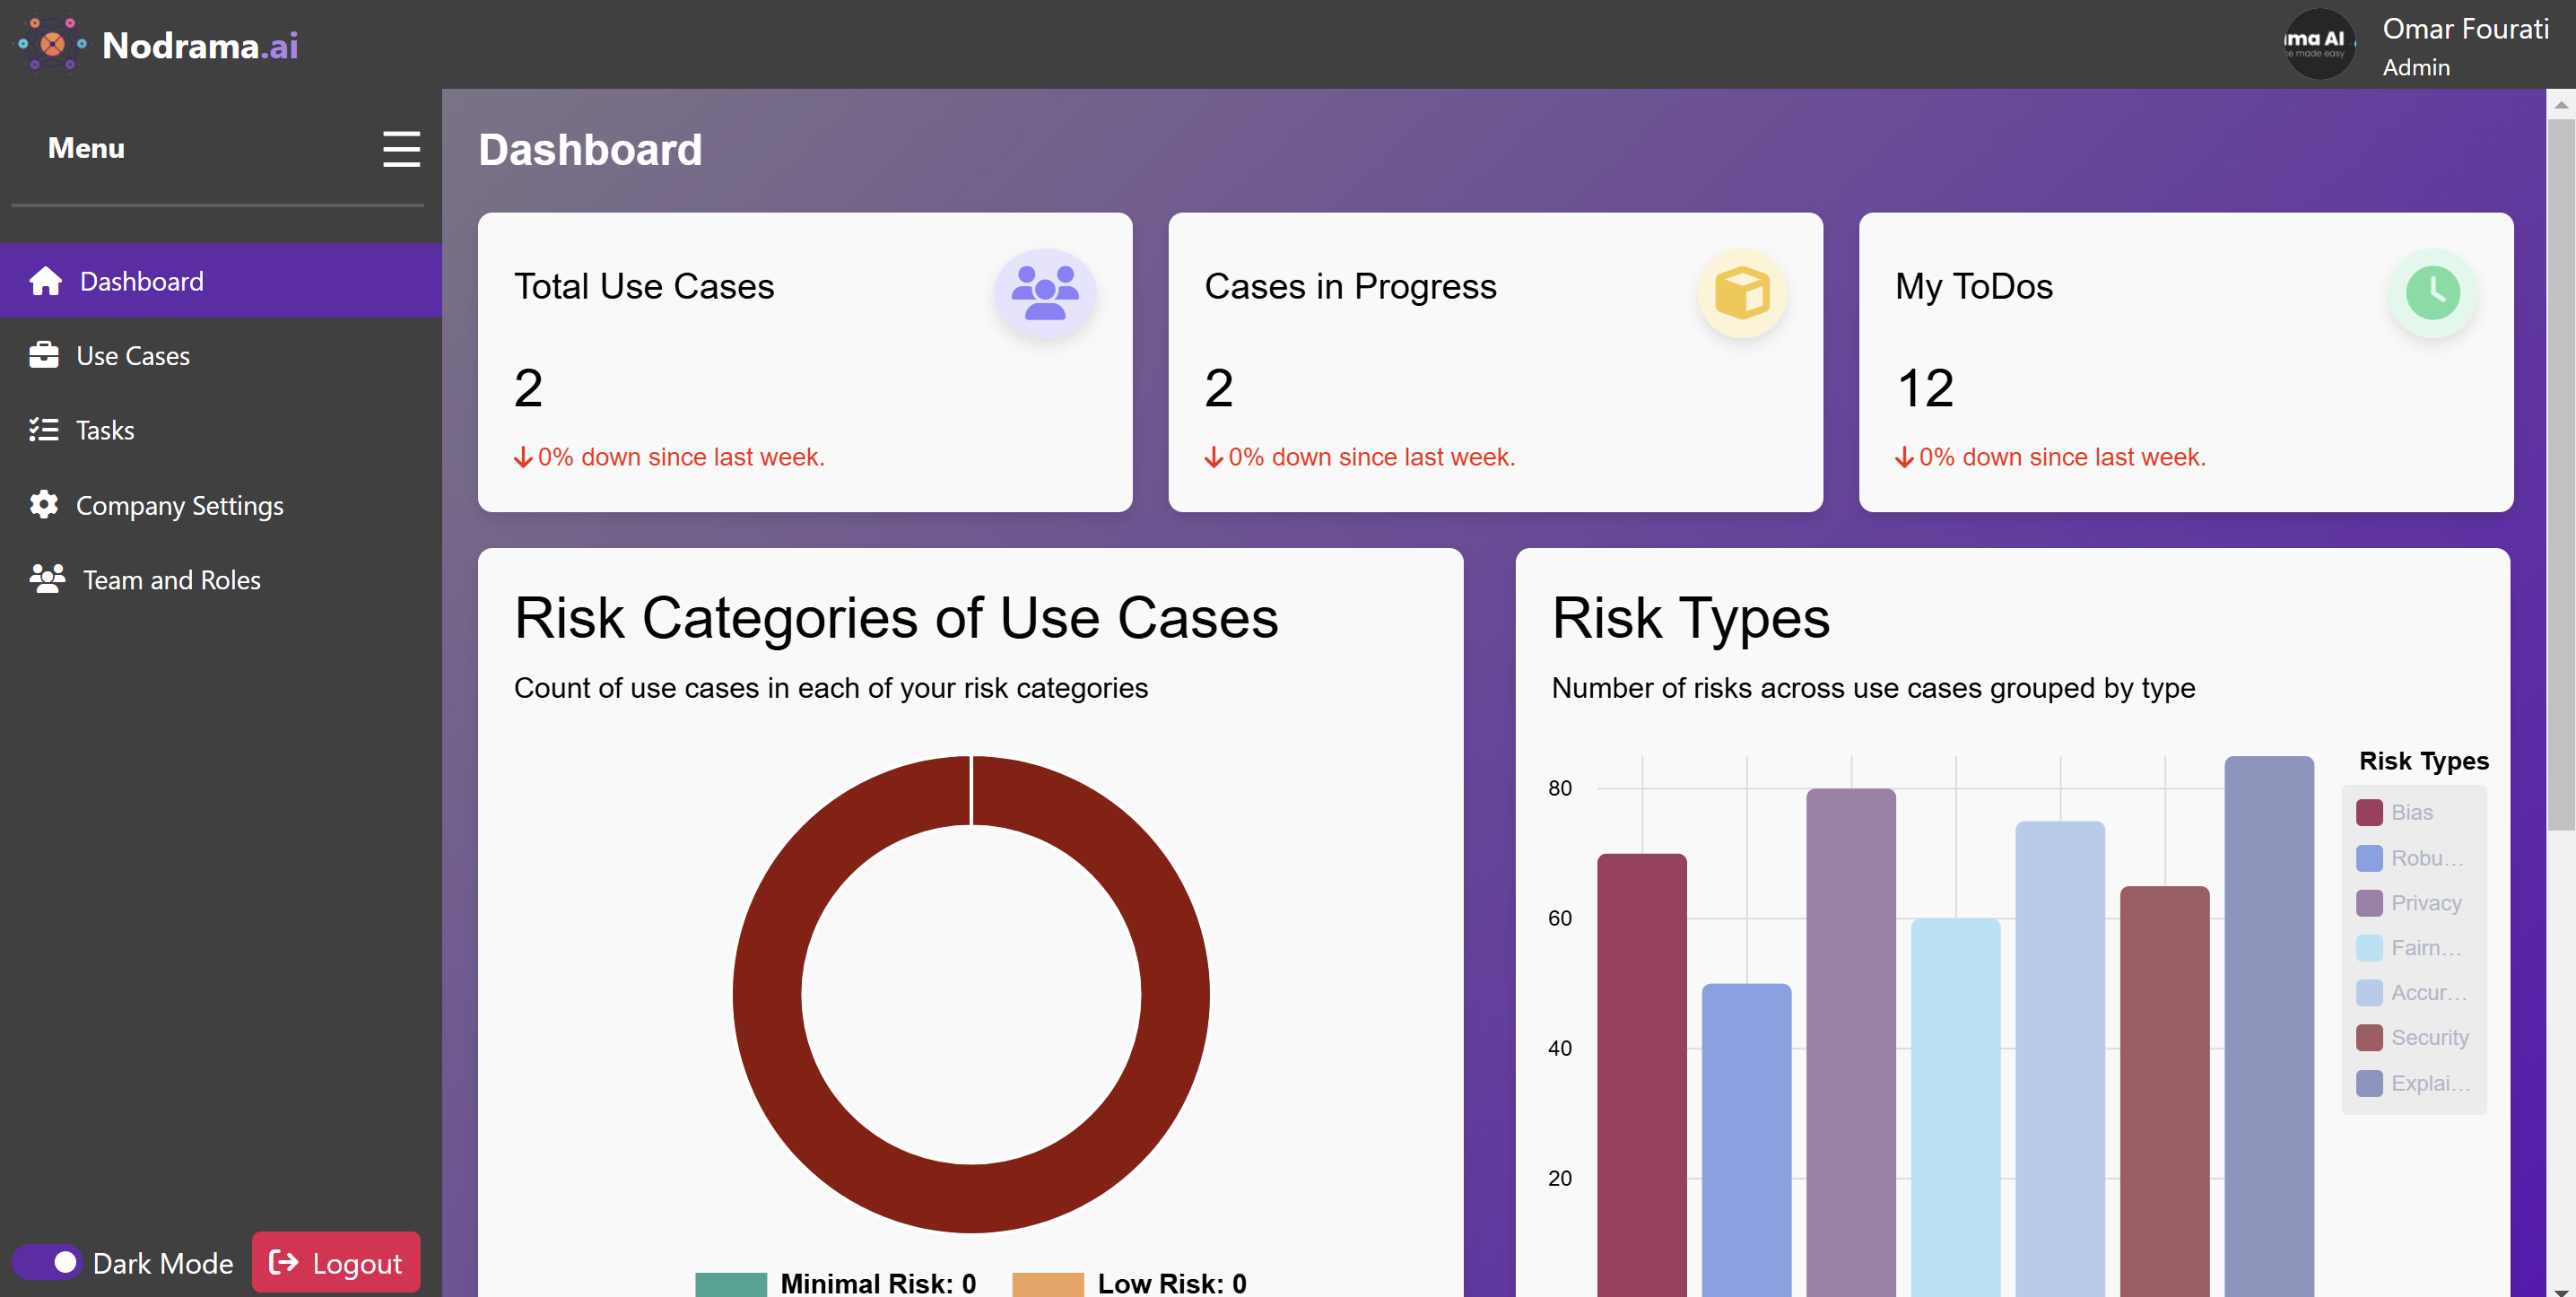 Nodrama.ai
ma AI
e made easy
Omar Fourati
Admin
Menu
Dashboard
Use Cases
Tasks
Company Settings
Team and Roles
Dark Mode
Logout
Dashboard
Total Use Cases
2
0% down since last week.
Cases in Progress
2
0% down since last week.
My ToDos
12
0% down since last week.
Risk Categories of Use Cases
Count of use cases in each of your risk categories
Minimal Risk: 0
Low Risk: 0
Risk Types
Number of risks across use cases grouped by type
80
60
40
20
Risk Types
Bias
Robu...
Privacy
Fairn...
Accur...
Security
Explai...